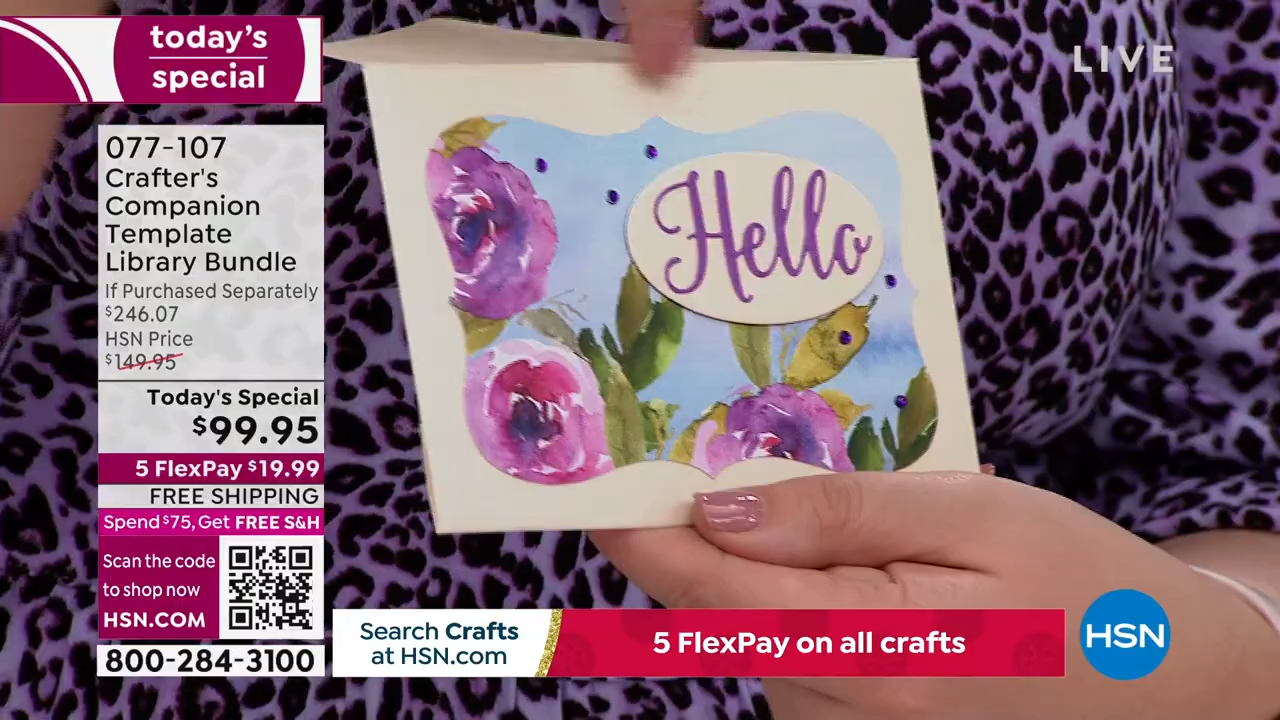 today's
special
LIVE
077-107
Crafter's
Companion
Template
Library Bundle
If Purchased Separately
$246.07
HSN Price
$149.95
Today's Special
$99.95
5 FlexPay $19.99
FREE SHIPPING
Spend $75, Get FREE S&H
Scan the code
to shop now
HSN.COM
800-284-3100
Hello
Search Crafts
at HSN.com
5 FlexPay on all crafts
HSN